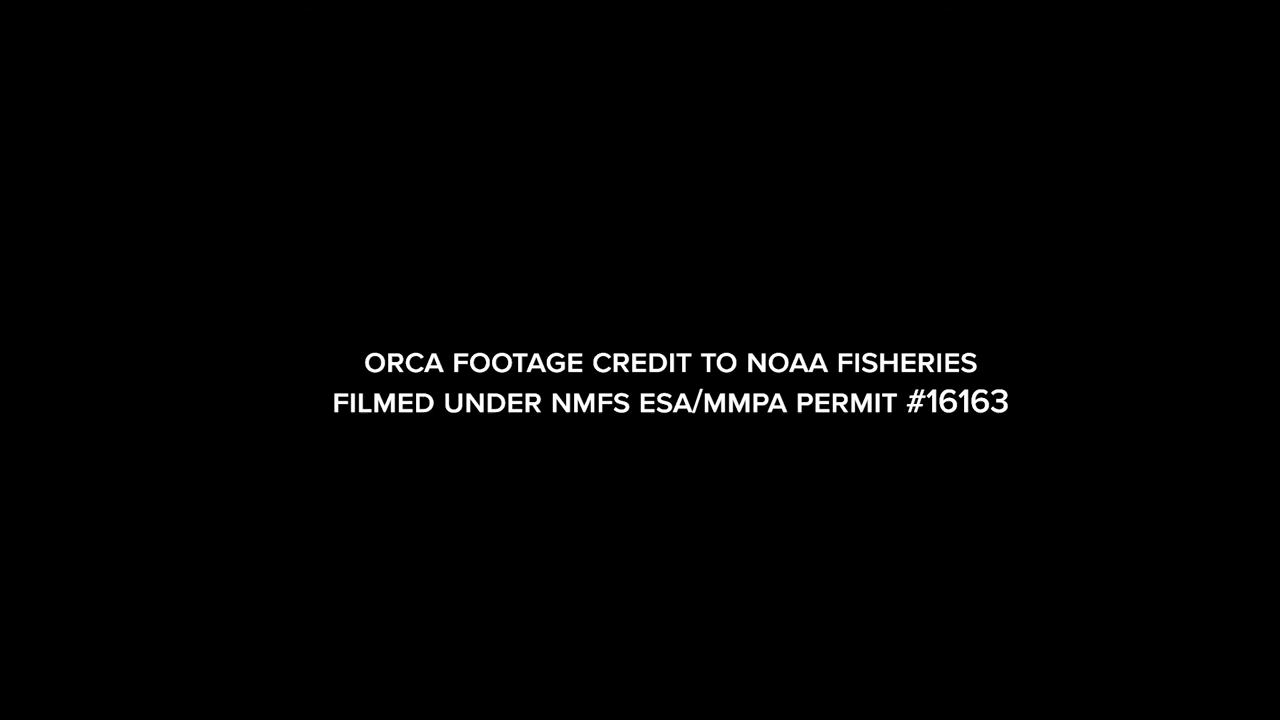 ORCA FOOTAGE CREDIT TO NOAA FISHERIES
FILMED UNDER NMFS ESA/MMPA PERMIT #16163